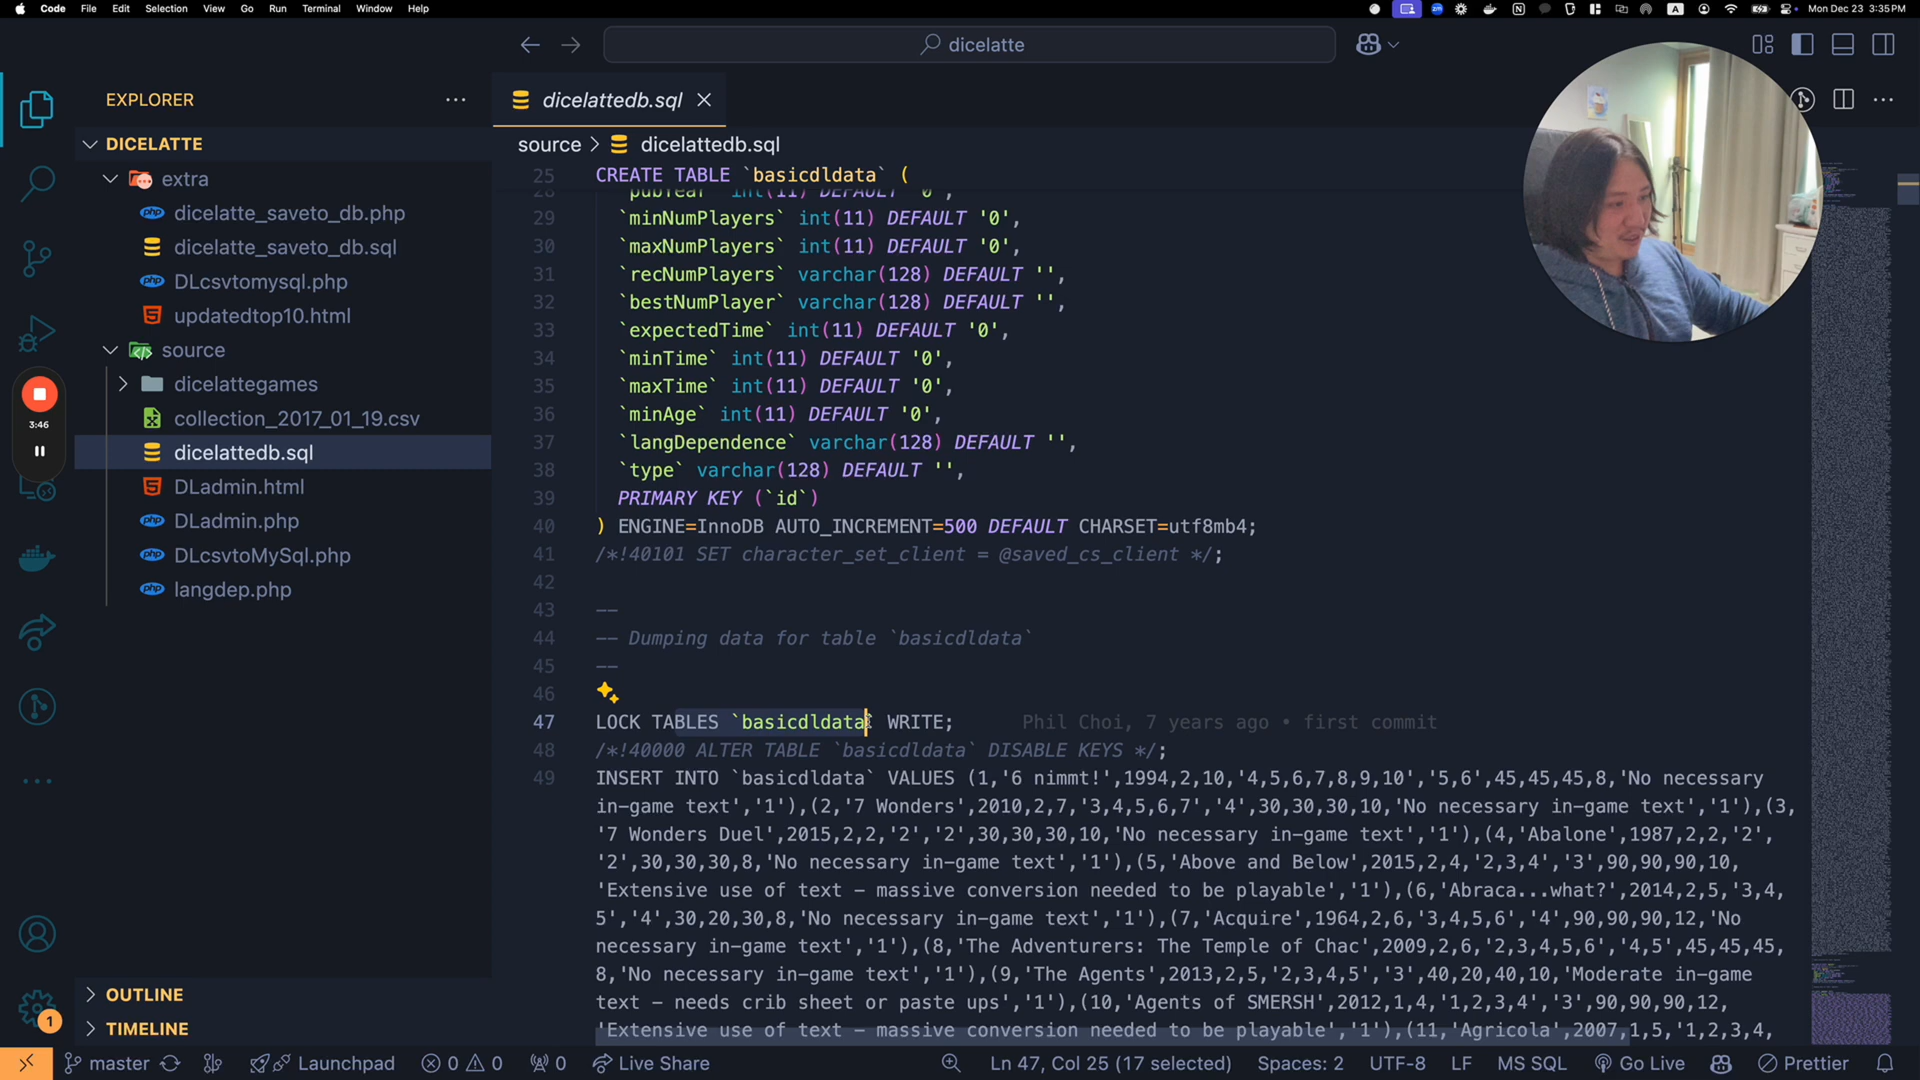 Code File Edit Selection View Go Run Terminal Window Help
zm
A
Mon Dec 23 3:35 PM
dicelatte
EXPLORER
DICELATTE
extra
dicelatte_saveto_db.php
dicelatte_saveto_db.sql
DLcsvtomysql.php
updatedtop10.html
source
dicelattegames
collection_2017_01_19.csv
dicelattedb.sql
DLadmin.html
DLadmin.php
DLcsvtoMySql.php
langdep.php
3:46
OUTLINE
TIMELINE
1
dicelattedb.sql
source > dicelattedb.sql
25 CREATE TABLE `basicdldata` (
28 `pubYear` int(11) DEFAULT '0',
29 `minNumPlayers` int(11) DEFAULT '0',
30 `maxNumPlayers` int(11) DEFAULT '0',
31 `recNumPlayers` varchar(128) DEFAULT '',
32 `bestNumPlayer` varchar(128) DEFAULT '',
33 `expectedTime` int(11) DEFAULT '0',
34 `minTime` int(11) DEFAULT '0',
35 `maxTime` int(11) DEFAULT '0',
36 `minAge` int(11) DEFAULT '0',
37 `langDependence` varchar(128) DEFAULT '',
38 `type` varchar(128) DEFAULT '',
39 PRIMARY KEY (`id`)
40 ) ENGINE=InnoDB AUTO_INCREMENT=500 DEFAULT CHARSET=utf8mb4;
41 /*!40101 SET character_set_client = @saved_cs_client */;
42
43 --
44 -- Dumping data for table `basicdldata`
45 --
46
47 LOCK TABLES `basicdldata` WRITE; Phil Choi, 7 years ago • first commit
48 /*!40000 ALTER TABLE `basicdldata` DISABLE KEYS */;
49 INSERT INTO `basicdldata` VALUES (1,'6 nimmt!',1994,2,10,'4,5,6,7,8,9,10','5,6',45,45,45,8,'No necessary
in-game text','1'),(2,'7 Wonders',2010,2,7,'3,4,5,6,7','4',30,30,30,10,'No necessary in-game text','1'),(3,
'7 Wonders Duel',2015,2,2,'2','2',30,30,30,10,'No necessary in-game text','1'),(4,'Abalone',1987,2,2,'2',
'2',30,30,30,8,'No necessary in-game text','1'),(5,'Above and Below',2015,2,4,'2,3,4','3',90,90,90,10,
'Extensive use of text - massive conversion needed to be playable','1'),(6,'Abraca...what?',2014,2,5,'3,4,
5','4',30,20,30,8,'No necessary in-game text','1'),(7,'Acquire',1964,2,6,'3,4,5,6','4',90,90,90,12,'No
necessary in-game text','1'),(8,'The Adventurers: The Temple of Chac',2009,2,6,'2,3,4,5,6','4,5',45,45,45,
8,'No necessary in-game text','1'),(9,'The Agents',2013,2,5,'2,3,4,5','3',40,20,40,10,'Moderate in-game
text - needs crib sheet or paste ups','1'),(10,'Agents of SMERSH',2012,1,4,'1,2,3,4','3',90,90,90,12,
'Extensive use of text - massive conversion needed to be playable','1'),(11,'Agricola',2007,1,5,'1,2,3,4,
master Launchpad 0 0 0 Live Share Ln 47, Col 25 (17 selected) Spaces: 2 UTF-8 LF MS SQL Go Live Prettier